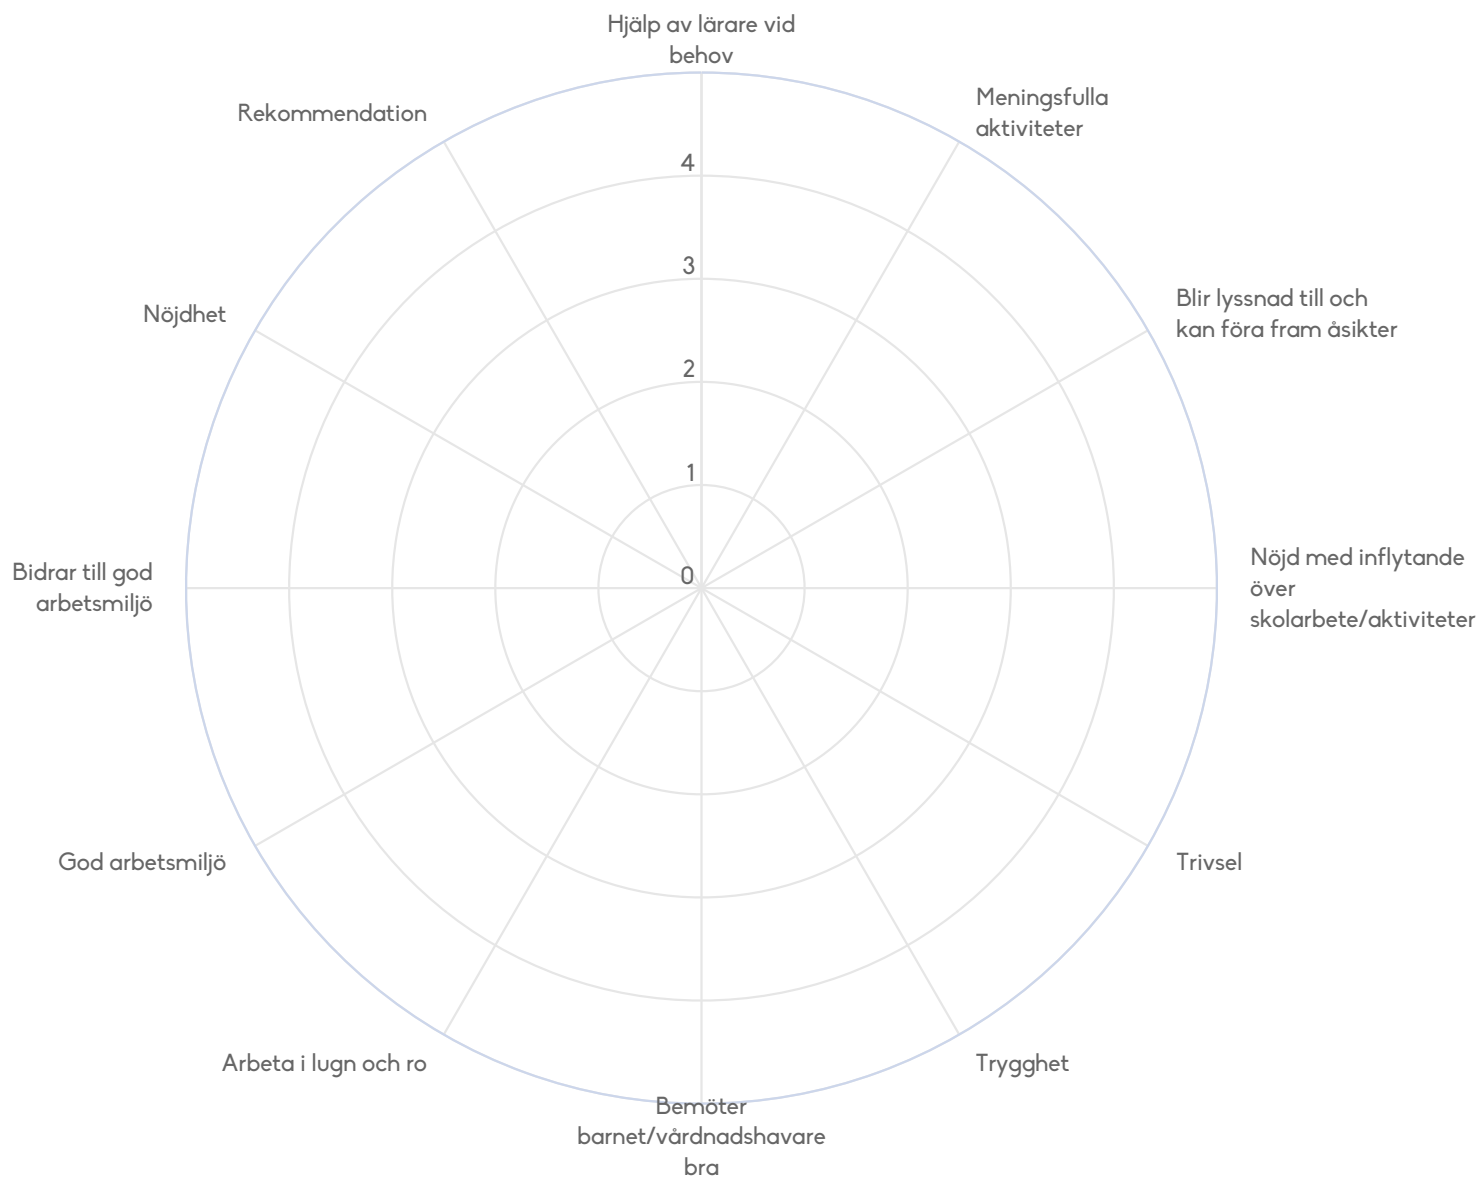 Hjälp av lärare vid
behov
Meningsfulla
aktiviteter
Rekommendation
4
3
Blir lyssnad till och
kan föra fram åsikter
Nöjdhet
2
1
Nöjd med inflytande
över
skolarbete/aktiviteter
Bidrar till god
arbetsmiljö
0
God arbetsmiljö
Trivsel
Arbeta i lugn och ro
Trygghet
Bemöter
barnet/vårdnadshavare
bra